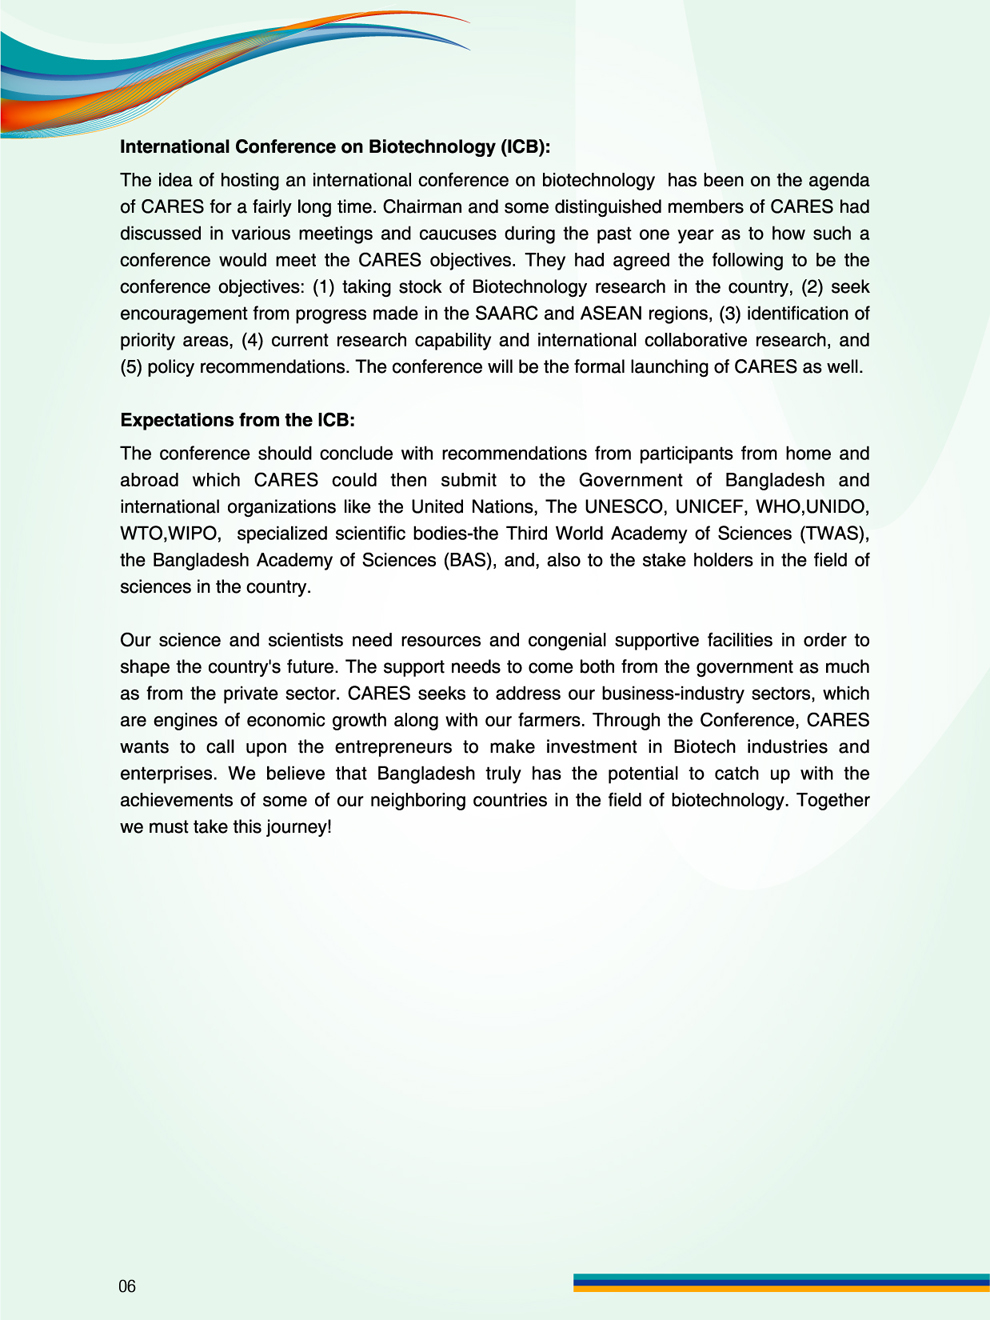 International Conference on Biotechnology (ICB):
The idea of hosting an international conference on biotechnology  has been on the agenda
of CARES for a fairly long time. Chairman and some distinguished members of CARES had
discussed in various meetings and caucuses during the past one year as to how such a
conference would meet the CARES objectives. They had agreed the following to be the
conference objectives: (1) taking stock of Biotechnology research in the country, (2) seek
encouragement from progress made in the SAARC and ASEAN regions, (3) identification of
priority areas, (4) current research capability and international collaborative research, and
(5) policy recommendations. The conference will be the formal launching of CARES as well.
Expectations from the ICB:
The conference should conclude with recommendations from participants from home and
abroad which CARES could then submit to the Government of Bangladesh and
international organizations like the United Nations, The UNESCO, UNICEF, WHO,UNIDO,
WTO,WIPO,  specialized scientific bodies-the Third World Academy of Sciences (TWAS),
the Bangladesh Academy of Sciences (BAS), and, also to the stake holders in the field of
sciences in the country.
Our science and scientists need resources and congenial supportive facilities in order to
shape the country's future. The support needs to come both from the government as much
as from the private sector. CARES seeks to address our business-industry sectors, which
are engines of economic growth along with our farmers. Through the Conference, CARES
wants to call upon the entrepreneurs to make investment in Biotech industries and
enterprises. We believe that Bangladesh truly has the potential to catch up with the
achievements of some of our neighboring countries in the field of biotechnology. Together
we must take this journey!
06